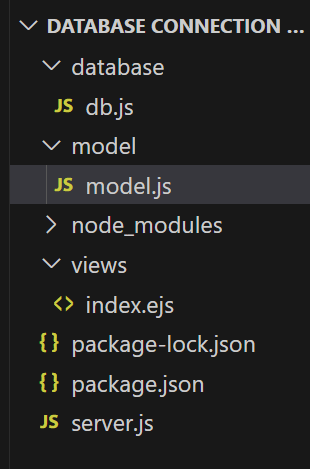 DATABASE CONNECTION ...
database
JS db.js
model
JS model.js
node_modules
views
<> index.ejs
{} package-lock.json
{} package.json
JS server.js